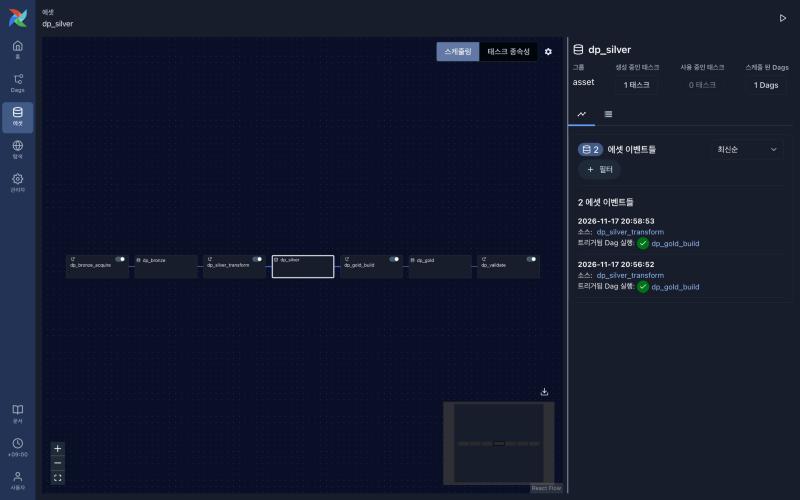 에셋
dp_silver
홈
Dags
에셋
탐색
관리자
문서
+09:00
사용자
스케줄링
태스크 종속성
dp_bronze_acquire
dp_bronze
dp_silver_transform
dp_silver
dp_gold_build
dp_gold
dp_validate
React Flow
dp_silver
그룹
asset
생성 중인 태스크
1 태스크
사용 중인 태스크
0 태스크
스케줄 된 Dags
1 Dags
2 에셋 이벤트들
최신순
+ 필터
2 에셋 이벤트들
2026-11-17 20:58:53
소스: dp_silver_transform
트리거됨 Dag 실행: dp_gold_build
2026-11-17 20:56:52
소스: dp_silver_transform
트리거됨 Dag 실행: dp_gold_build